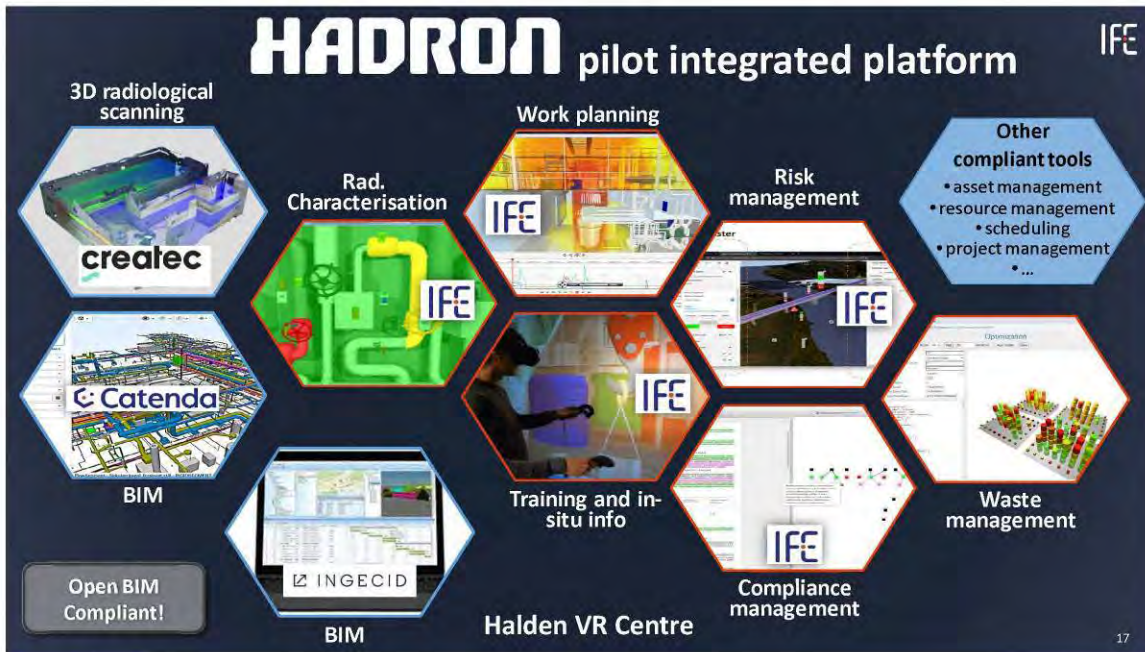 HADRON pilot integrated platform
IFE
3D radiological
scanning
createc
Rad.
Characterisation
IFE
Work planning
IFE
Risk
management
IFE
Other
compliant tools
• asset management
• resource management
• scheduling
• project management
• ...
Catenda
BIM
INGECID
BIM
IFE
Training and in-
situ info
IFE
Compliance
management
Optimization
Waste
management
Open BIM
Compliant!
Halden VR Centre
17